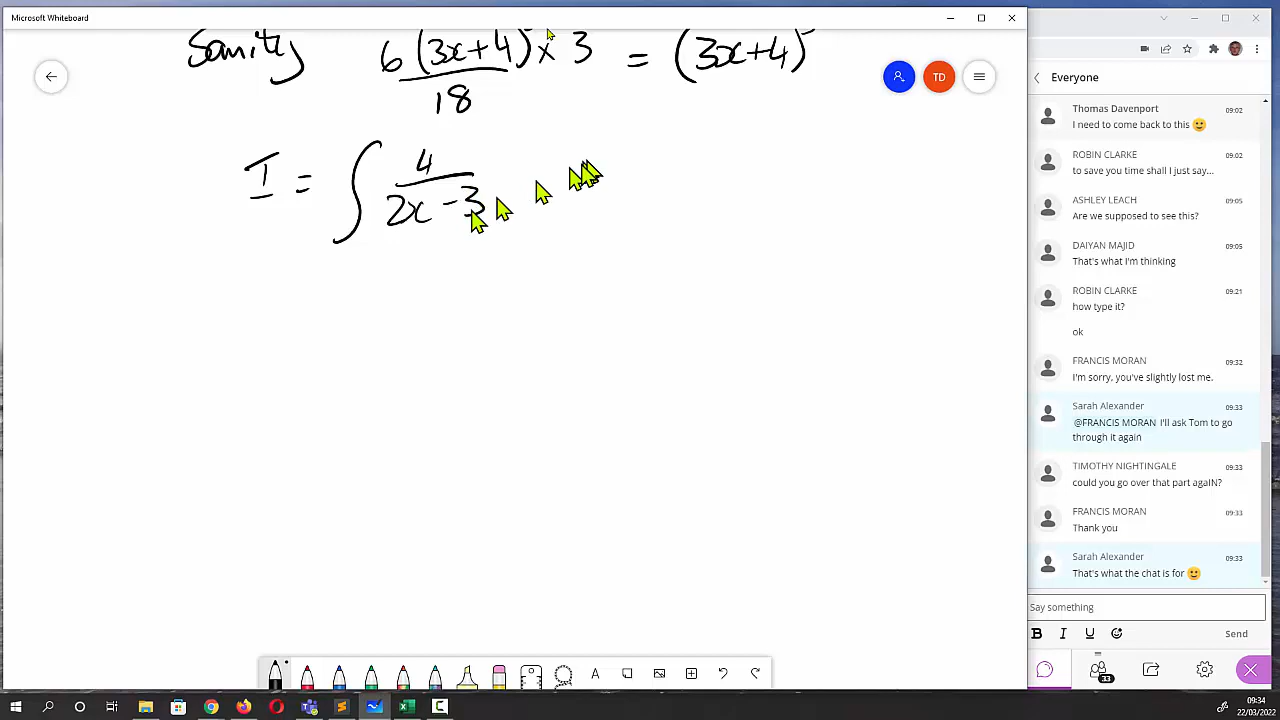 Microsoft Whiteboard
Sanity 6(3x+4) x 3 = (3x+4)
18
TD
I = ∫ 4
2x-3
Everyone
Thomas Davenport 09:02
I need to come back to this 🙂
ROBIN CLARKE 09:02
to save you time shall I just say...
ASHLEY LEACH 09:05
Are we supposed to see this?
DAIYAN MAJID 09:05
That's what I'm thinking
ROBIN CLARKE 09:21
how type it?
ok
FRANCIS MORAN 09:32
I'm sorry, you've slightly lost me.
Sarah Alexander 09:33
@FRANCIS MORAN I'll ask Tom to go
through it again
TIMOTHY NIGHTINGALE 09:33
could you go over that part agaIN?
FRANCIS MORAN 09:33
Thank you
Sarah Alexander 09:33
That's what the chat is for 🙂
Say something
B I U Send
33
A
09:34
22/03/2022